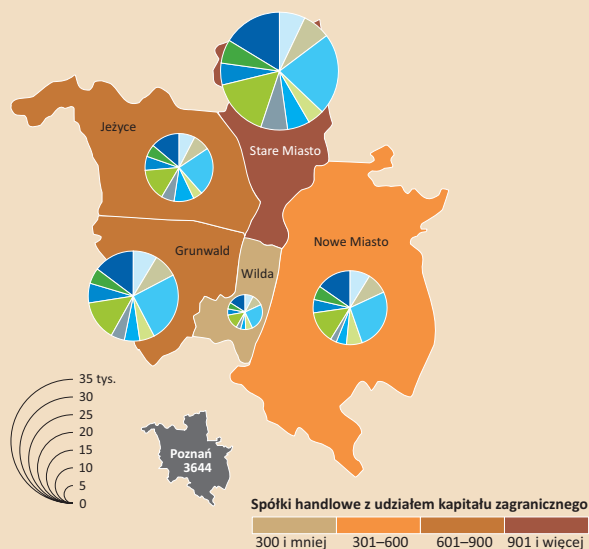 Jeżyce
Stare Miasto
Nowe Miasto
Grunwald
Wilda
35 tys.
30
25
20
15
10
5
0
Poznań
3644
Spółki handlowe z udziałem kapitału zagranicznego
300 i mniej 301–600 601–900 901 i więcej